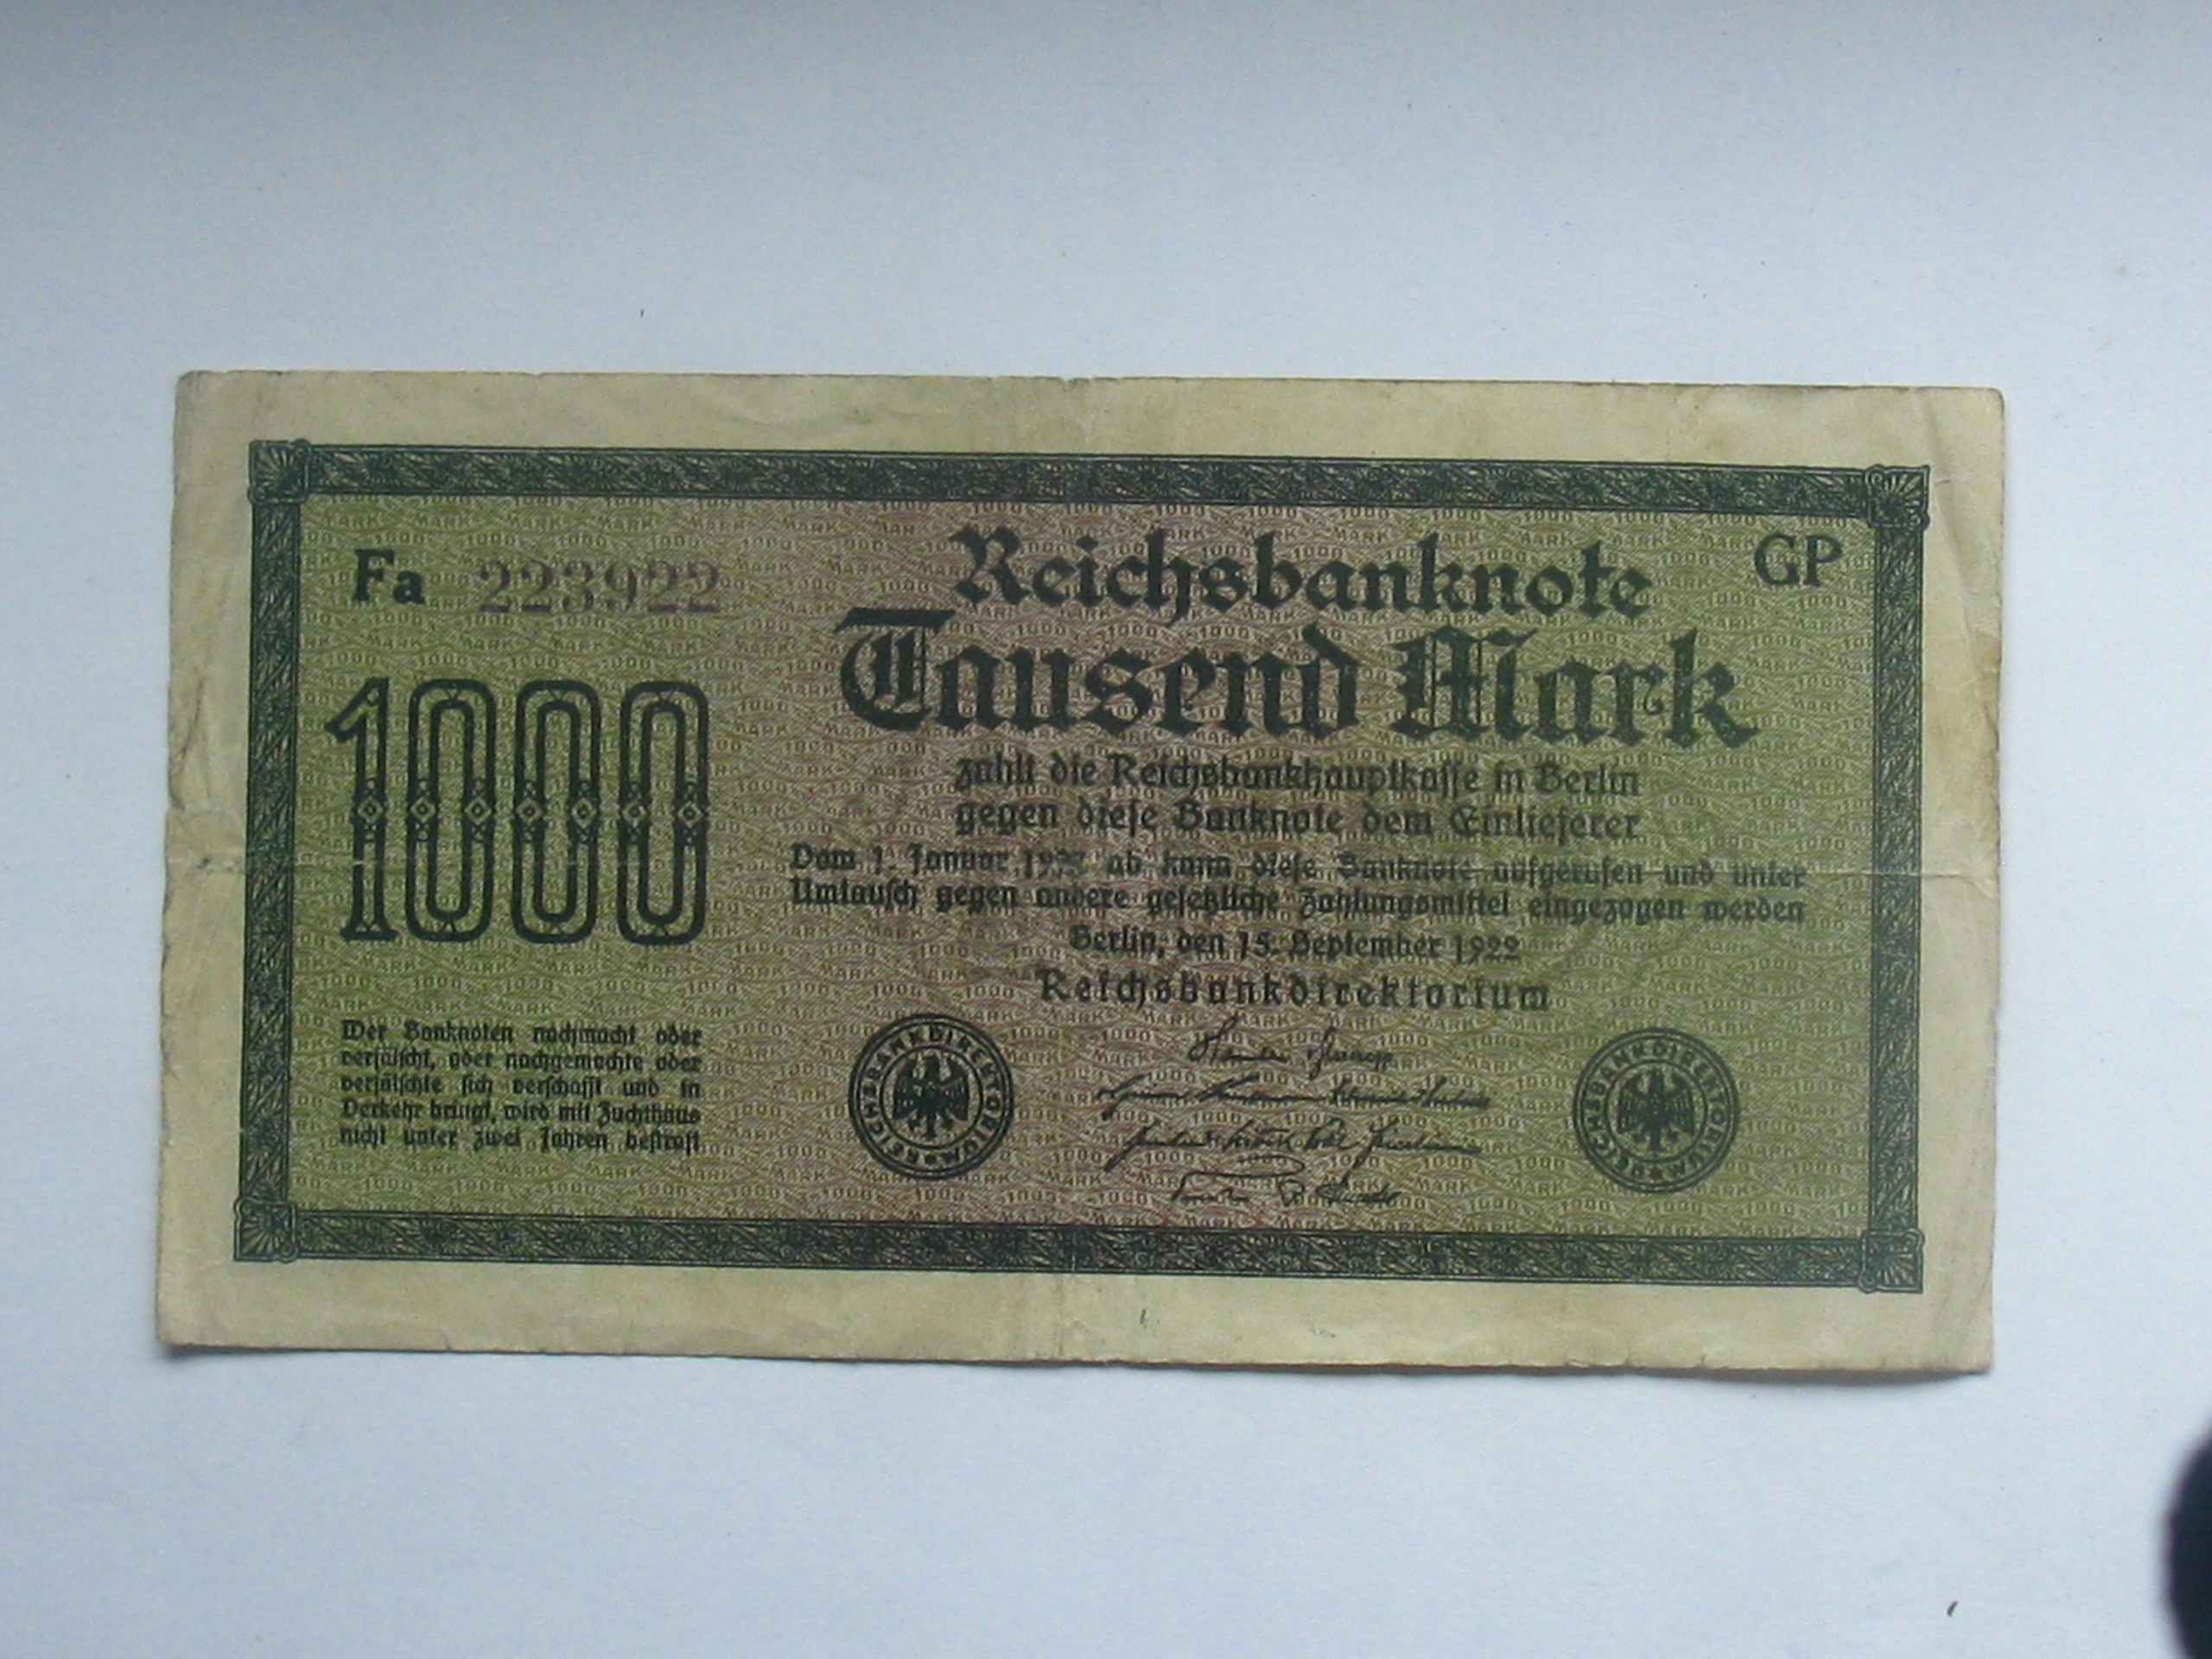 Fa 223922
Reichsbanknote
GP
Tausend Mark
1000
zahlt die Reichsbankhauptkasse in Berlin
gegen diese Banknote dem Einlieferer
Vom 1. Januar 1923 ab kann diese Banknote aufgerufen und unter
Umtausch gegen andere gesetzliche Zahlungsmittel eingezogen werden
Berlin, den 15. September 1922
Reichsbankdirektorium
Wer Banknoten nachmacht oder
verfälscht, oder nachgemachte oder
verfälschte sich verschafft und in
Verkehr bringt, wird mit Zuchthaus
nicht unter zwei Jahren bestraft
REICHSBANKDIREKTORIUM
REICHSBANKDIREKTORIUM